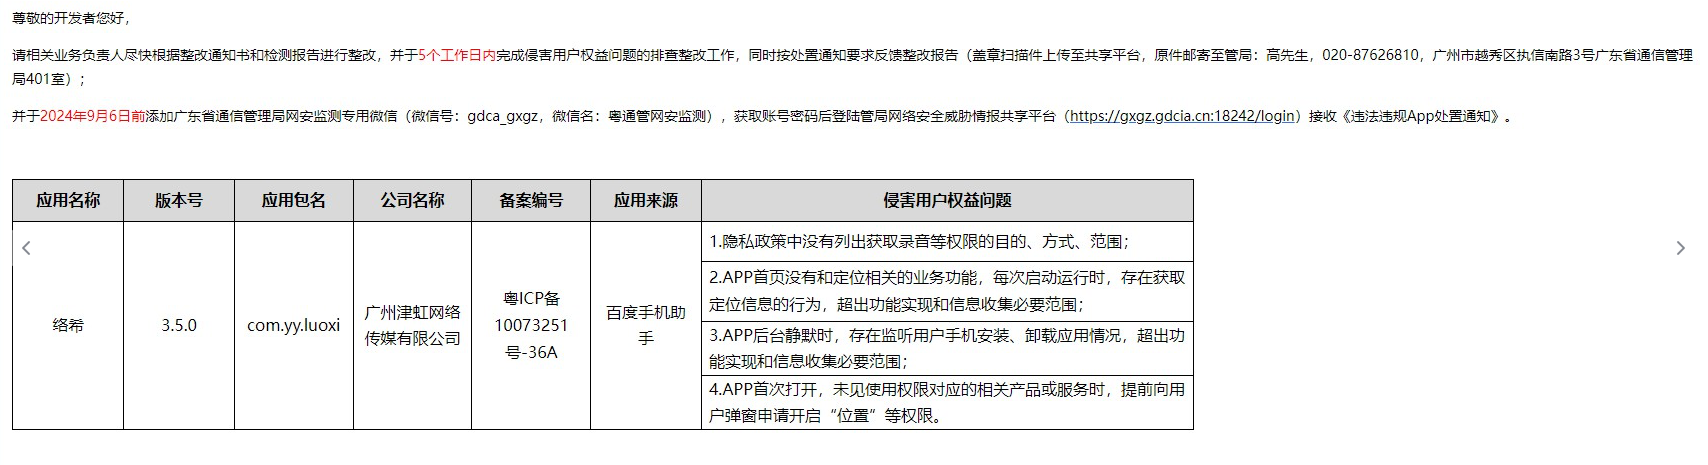 尊敬的开发者您好，
请相关业务负责人尽快根据整改通知书和检测报告进行整改，并于5个工作日内完成侵害用户权益问题的排查整改工作，同时按处置通知要求反馈整改报告（盖章扫描件上传至共享平台，原件邮寄至管局：高先生，020-87626810，广州市越秀区执信南路3号广东省通信管理
局401室）；
并于2024年9月6日前添加广东省通信管理局网安监测专用微信（微信号：gdca_gxgz，微信名：粤通管网安监测），获取账号密码后登陆管局网络安全威胁情报共享平台（https://gxgz.gdcia.cn:18242/login）接收《违法违规App处置通知》。
应用名称 版本号 应用包名 公司名称 备案编号 应用来源 侵害用户权益问题
络希
3.5.0
com.yy.luoxi
广州津虹网络
传媒有限公司
粤ICP备
10073251
号-36A
百度手机助
手
1.隐私政策中没有列出获取录音等权限的目的、方式、范围；
2.APP首页没有和定位相关的业务功能，每次启动运行时，存在获取
定位信息的行为，超出功能实现和信息收集必要范围；
3.APP后台静默时，存在监听用户手机安装、卸载应用情况，超出功
能实现和信息收集必要范围；
4.APP首次打开，未见使用权限对应的相关产品或服务时，提前向用
户弹窗申请开启“位置”等权限。